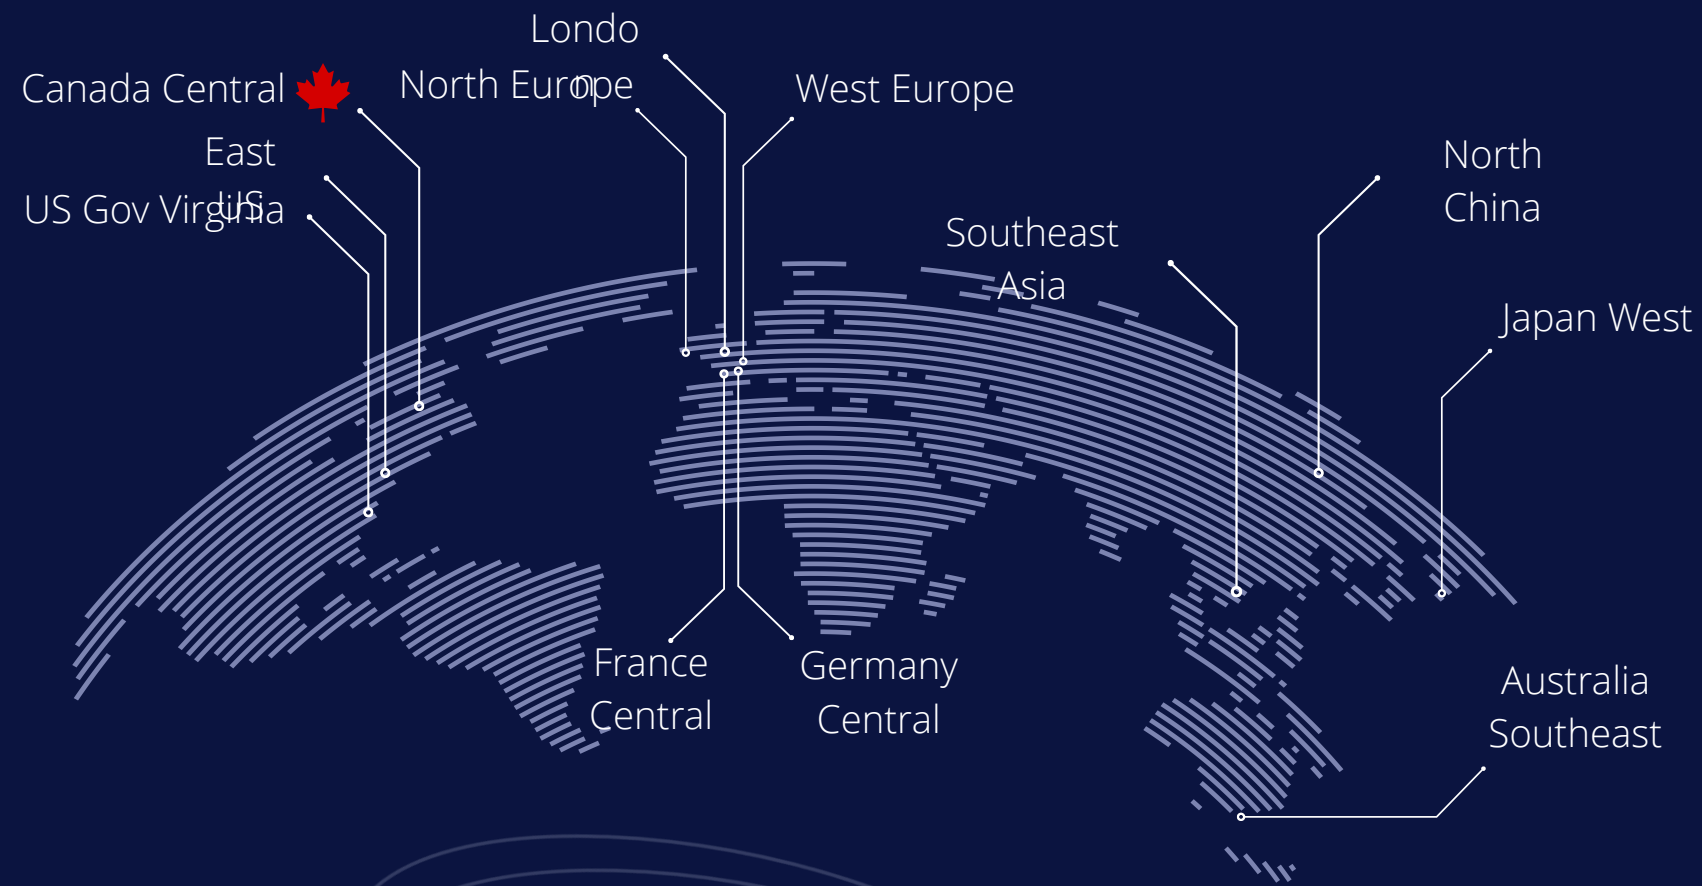 Londo
n
Canada Central
North Europe
West Europe
East
US
US Gov Virginia
North
China
Southeast
Asia
Japan West
France
Central
Germany
Central
Australia
Southeast